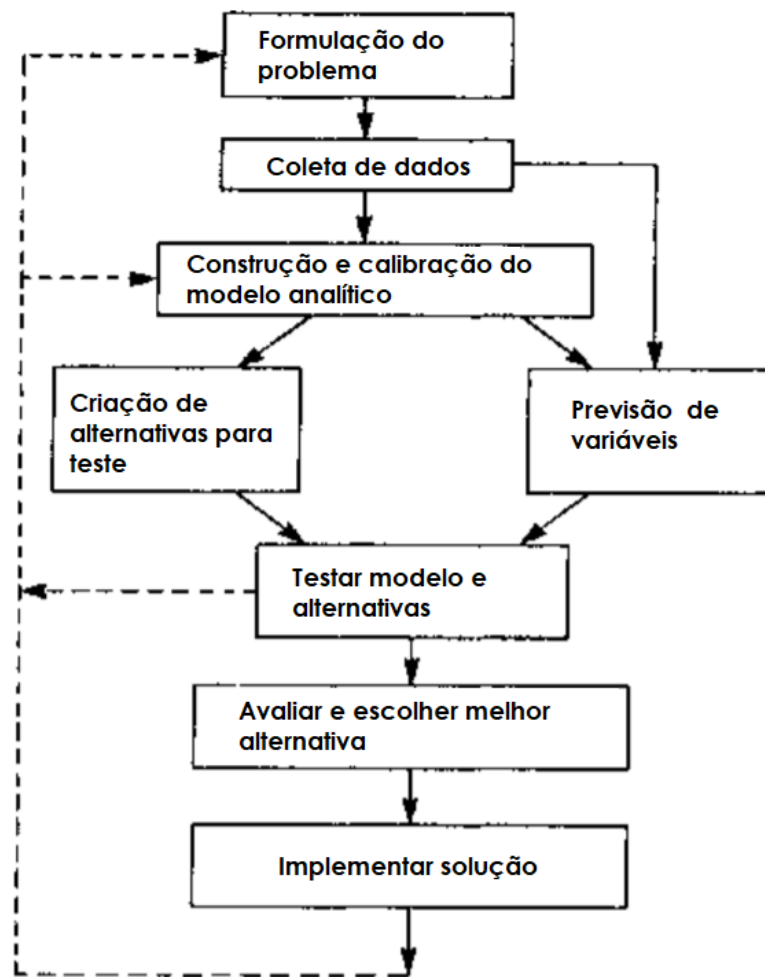 Formulação do
problema
Coleta de dados
Construção e calibração do
modelo analítico
Criação de
alternativas para
teste
Previsão de
variáveis
Testar modelo e
alternativas
Avaliar e escolher melhor
alternativa
Implementar solução